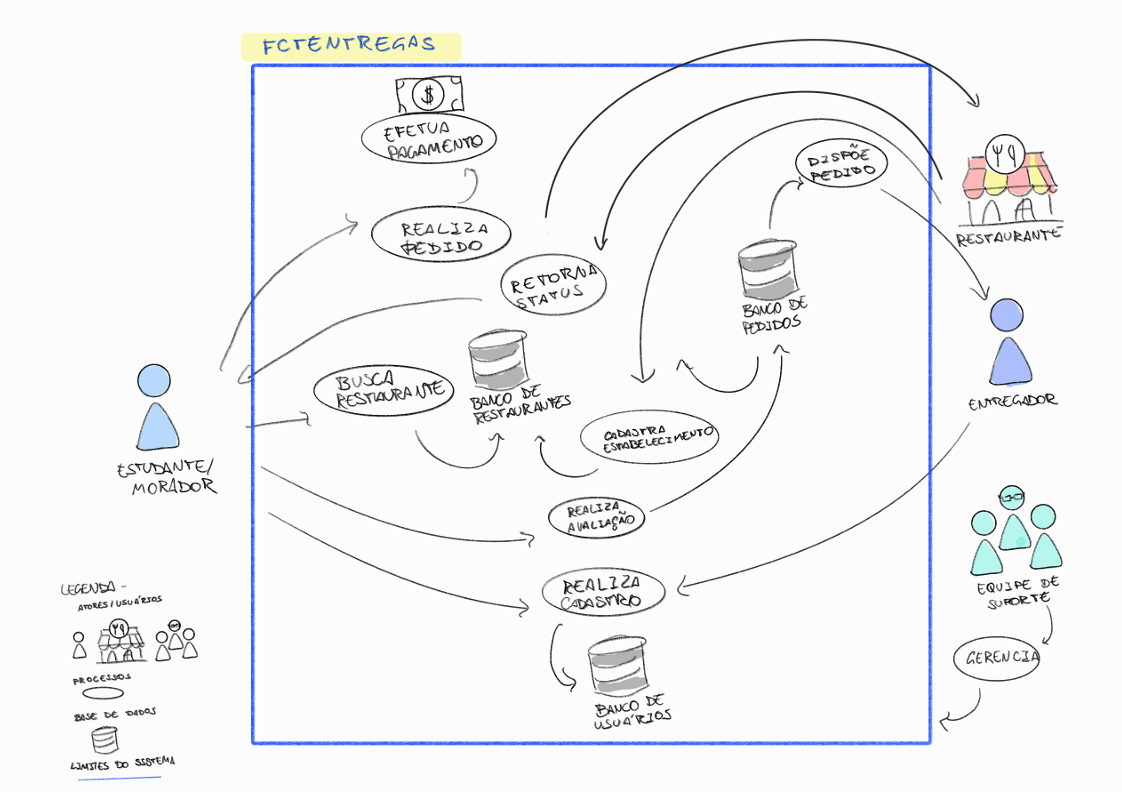 FCTENTREGAS
$
EFETUA
PAGAMENTO
REALIZA
PEDIDO
RETORNA
STATUS
DISPÕE
PEDIDO
RESTAURANTE
BANCO DE
PEDIDOS
ENTREGADOR
BUSCA
RESTAURANTE
BANCO DE
RESTAURANTES
CADASTRA
ESTABELECIMENTO
ESTUDANTE/
MORADOR
REALIZA
AVALIAÇÃO
REALIZA
CADASTRO
BANCO DE
USUÁRIOS
EQUIPE DE
SUPORTE
GERENCIA
LEGENDA -
ATORES/USUÁRIOS
PROCESSOS
BASE DE DADOS
LIMITES DO SISTEMA